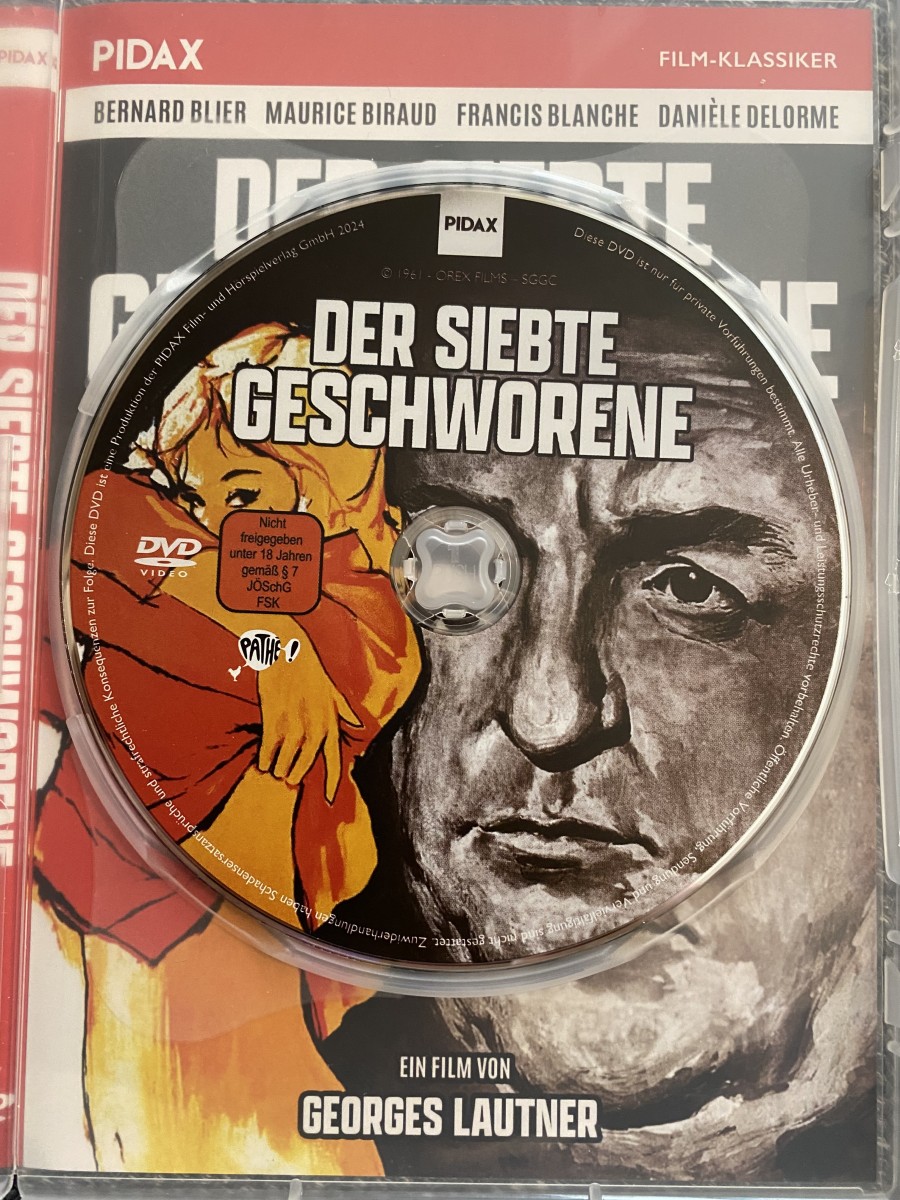 PIDAX
PIDAX
FILM-KLASSIKER
BERNARD BLIER MAURICE BIRAUD FRANCIS BLANCHE DANIÈLE DELORME
DER SIEBTE
PIDAX
© 1961 - OREX FILMS – SGGC
DER SIEBTE
GESCHWORENE
Diese DVD ist eine Produktion der PIDAX Film- und Hörspielverlag GmbH 2024
Diese DVD ist nur für private Vorführungen bestimmt. Alle Urheber- und Leistungsschutzrechte vorbehalten. Öffentliche Vorführung, Sendung und Vervielfältigung sind nicht gestattet. Zuwiderhandlungen haben Schadensersatzansprüche und strafrechtliche Konsequenzen zur Folge.
DVD
VIDEO
Nicht
freigegeben
unter 18 Jahren
gemäß § 7
JÖSchG
FSK
PATHÉ!
DER SIEBTE GESCHWORENE
EIN FILM VON
GEORGES LAUTNER